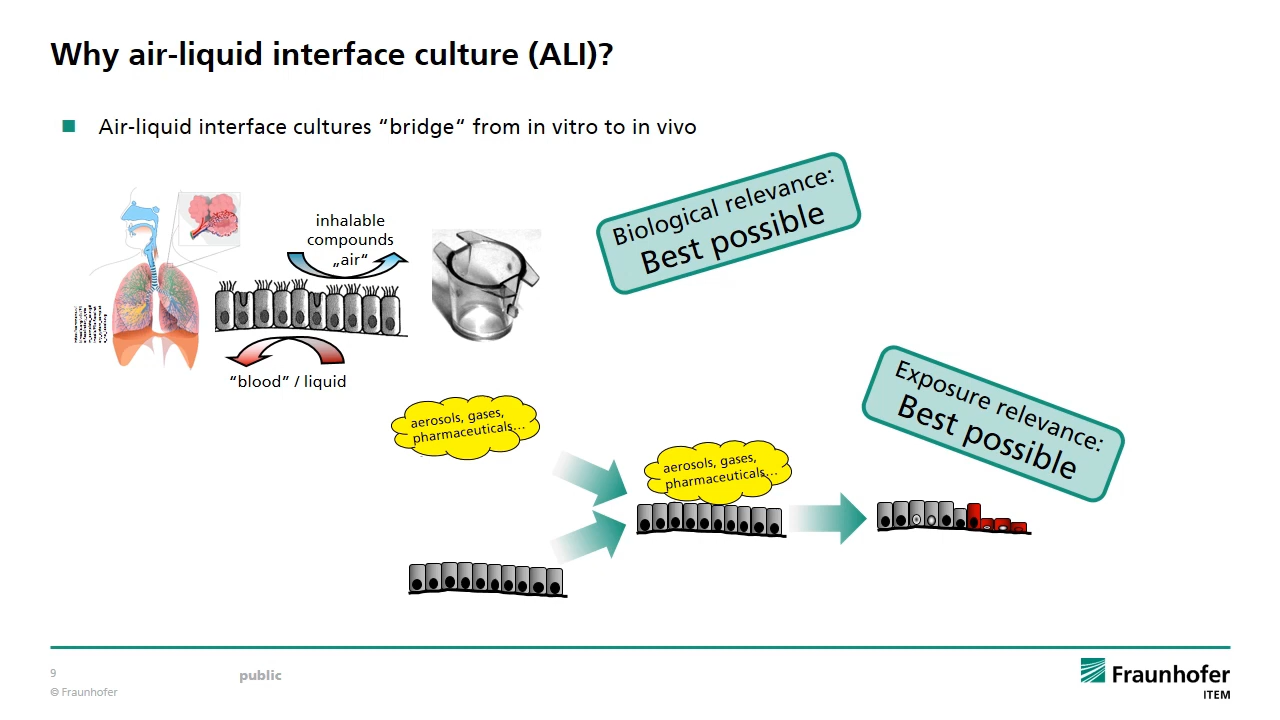 Why air-liquid interface culture (ALI)?
Air-liquid interface cultures “bridge“ from in vitro to in vivo
Biological relevance:
Best possible
inhalable
compounds
„air“
“blood” / liquid
Exposure relevance:
Best possible
aerosols, gases,
pharmaceuticals...
aerosols, gases,
pharmaceuticals...
9
public
© Fraunhofer
Fraunhofer
ITEM